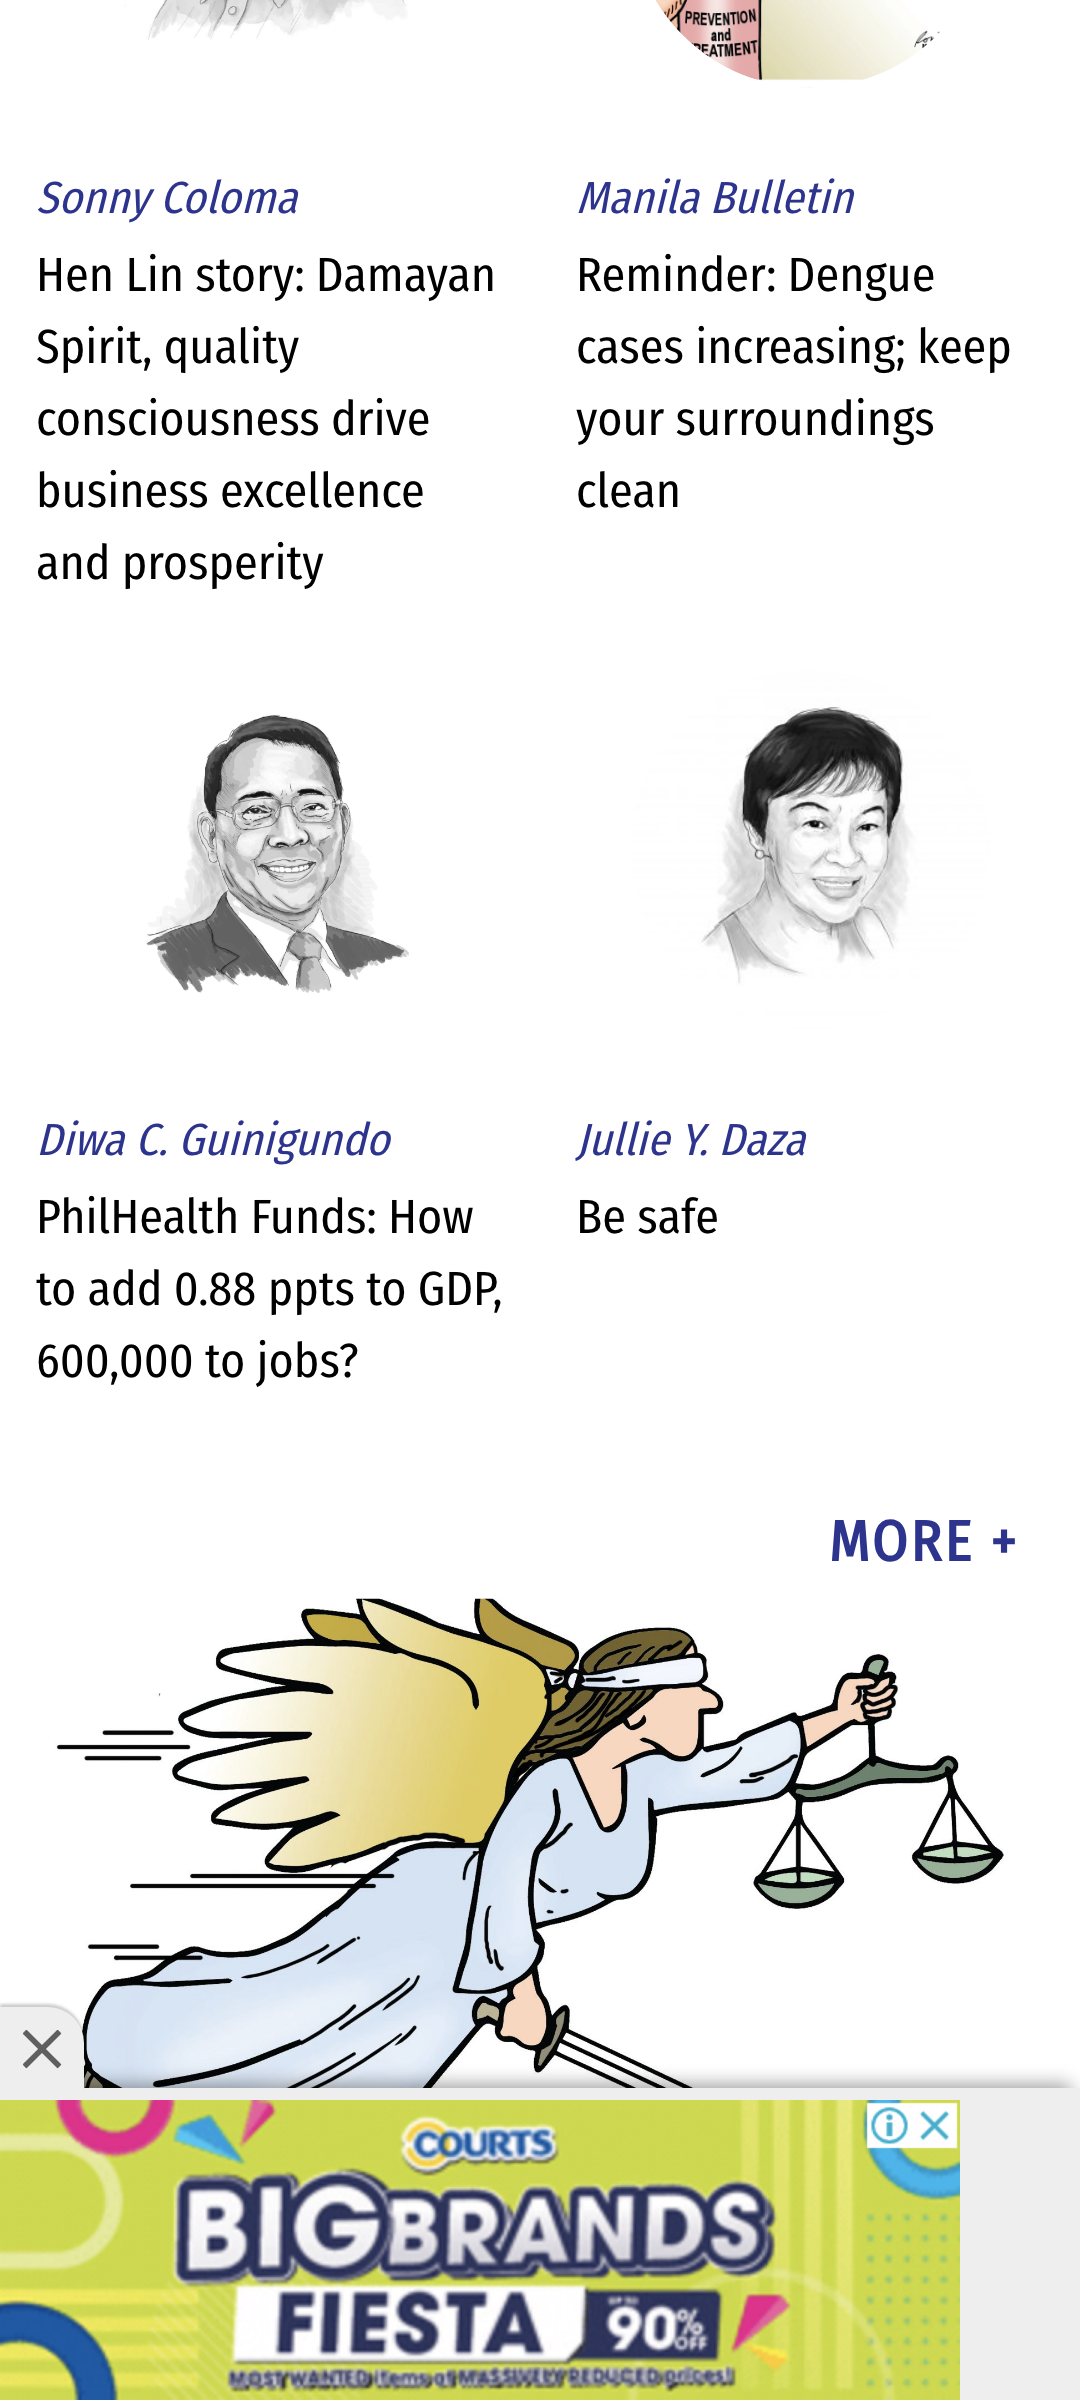 PREVENTION
and
Sonny Coloma
Hen Lin story: Damayan
Spirit, quality
consciousness drive
business excellence
and prosperity
Manila Bulletin
Reminder: Dengue
cases increasing; keep
your surroundings
clean
Diwa C. Guinigundo
PhilHealth Funds: How
to add 0.88 ppts to GDP,
600,000 to jobs?
Jullie Y. Daza
Be safe
MORE +
COURTS
BIG BRANDS
FIESTA
UP TO
90% OFF
MOST WANTED items at MASSIVELY REDUCED prices!